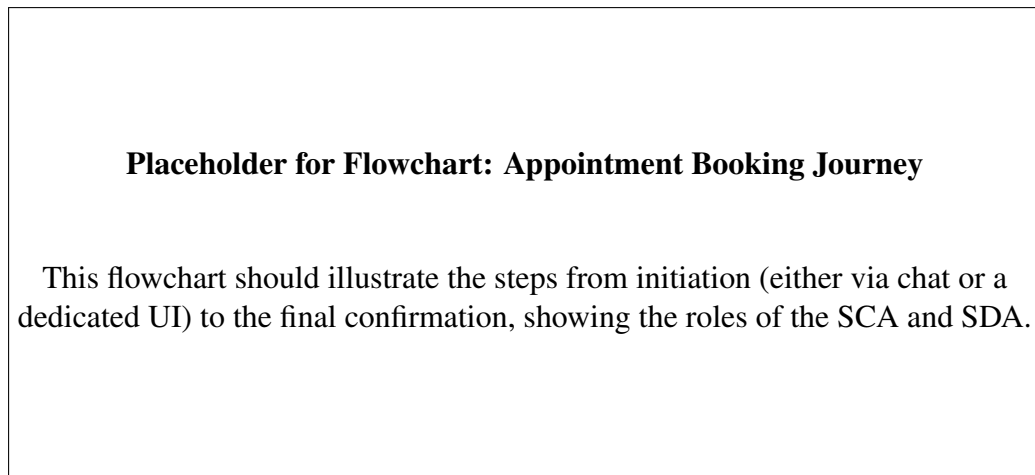 Placeholder for Flowchart: Appointment Booking Journey
This flowchart should illustrate the steps from initiation (either via chat or a
dedicated UI) to the final confirmation, showing the roles of the SCA and SDA.